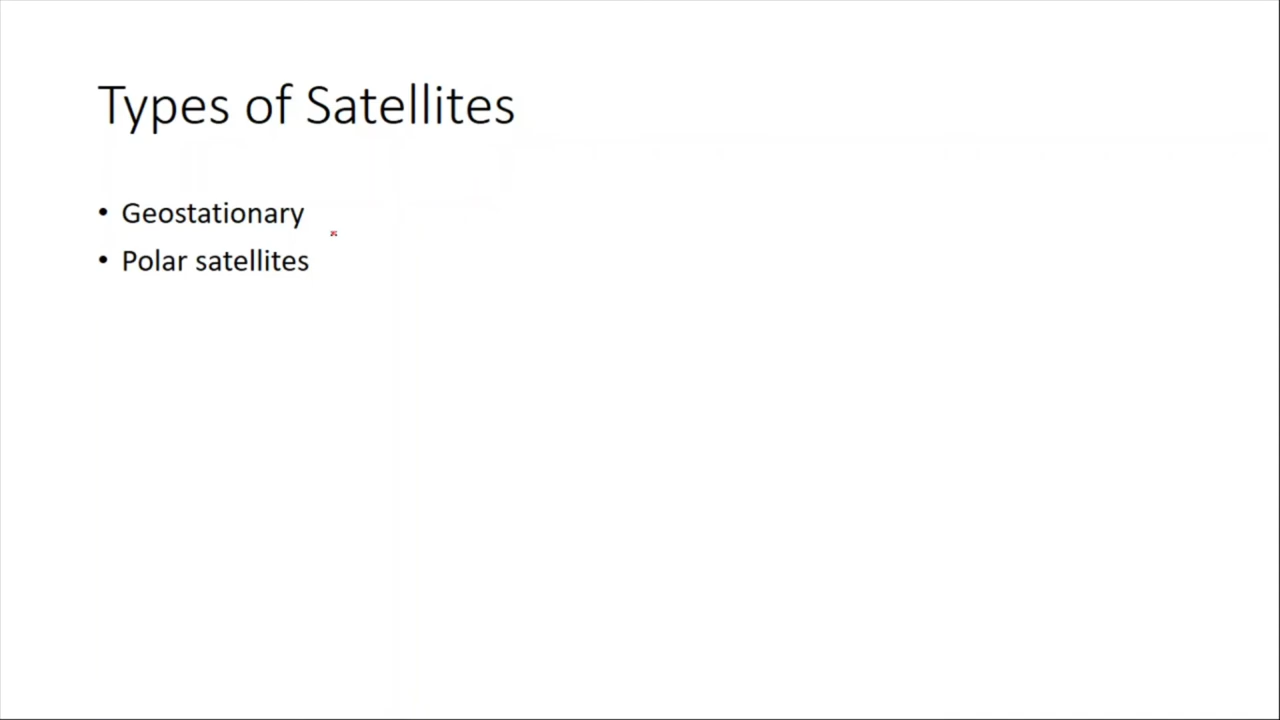 Types of Satellites
• Geostationary
• Polar satellites